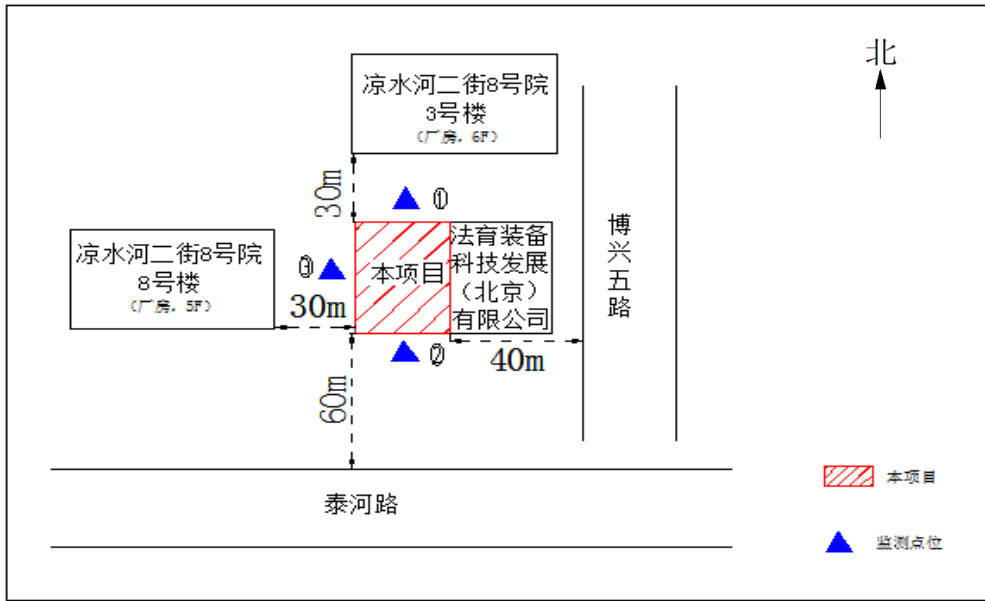 北
凉水河二街8号院
3号楼
(厂房，6F)
30m
①
凉水河二街8号院
8号楼
(厂房，5F)
③
本项目
法育装备
科技发展
（北京）
有限公司
博兴五路
30m
②
40m
60m
泰河路
本项目
监测点位